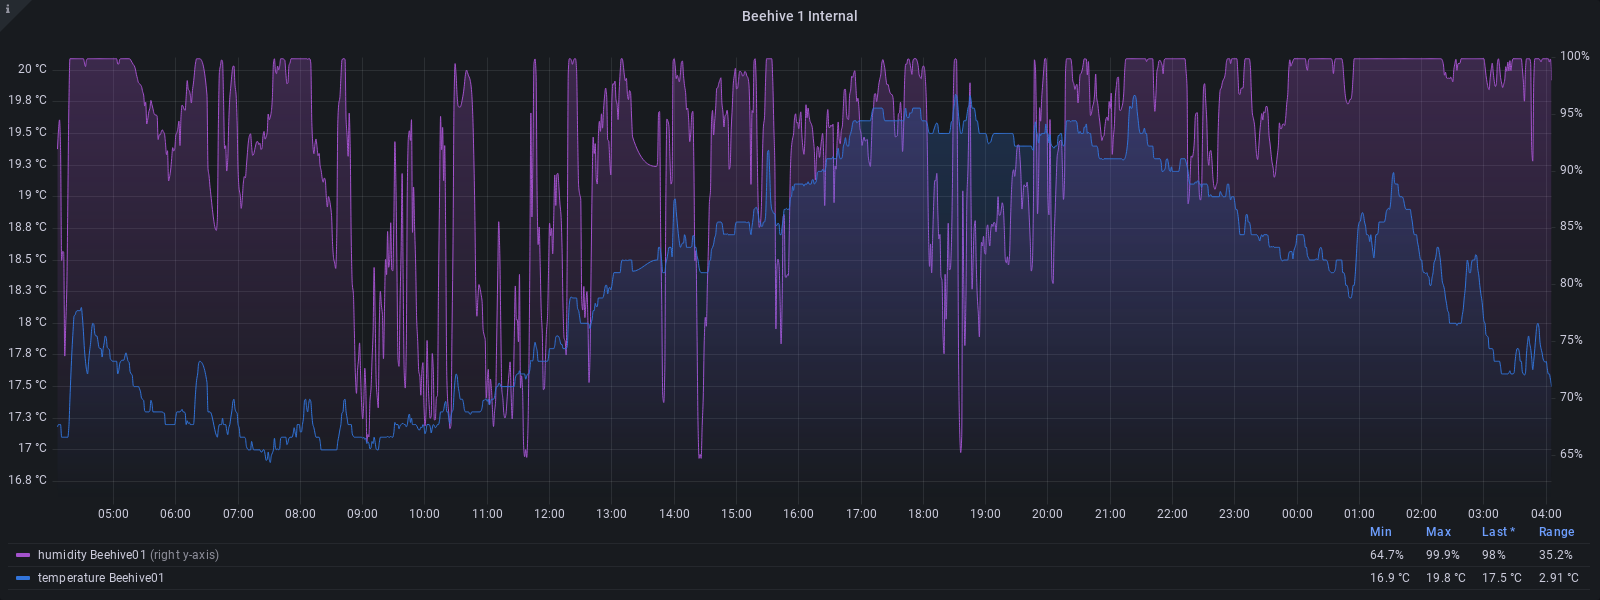 i
Beehive 1 Internal
20 °C
19.8 °C
19.5 °C
19.3 °C
19 °C
18.8 °C
18.5 °C
18.3 °C
18 °C
17.8 °C
17.5 °C
17.3 °C
17 °C
16.8 °C
100%
95%
90%
85%
80%
75%
70%
65%
05:00 06:00 07:00 08:00 09:00 10:00 11:00 12:00 13:00 14:00 15:00 16:00 17:00 18:00 19:00 20:00 21:00 22:00 23:00 00:00 01:00 02:00 03:00 04:00
Min Max Last * Range
humidity Beehive01 (right y-axis) 64.7% 99.9% 98% 35.2%
temperature Beehive01 16.9 °C 19.8 °C 17.5 °C 2.91 °C